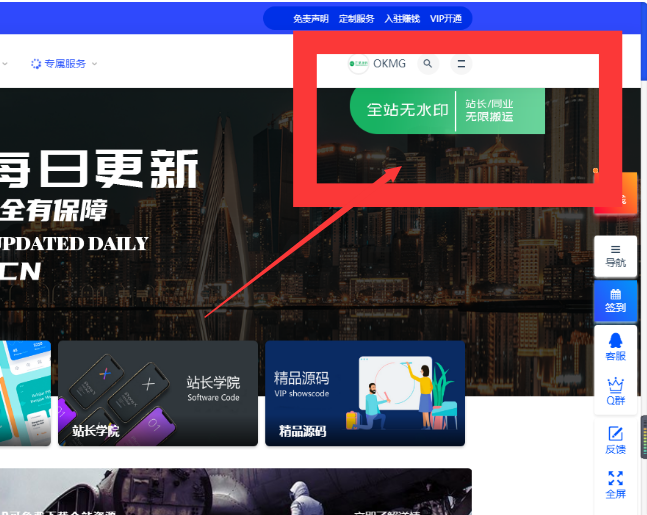 免责声明 定制服务 入驻赚钱 VIP开通
专属服务
OKMG
全站无水印
站长/同业
无限搬运
每日更新
全有保障
UPDATED DAILY
CN
导航
签到
客服
Q群
反馈
全屏
站长学院
Software Code
站长学院
精品源码
VIP showscode
精品源码